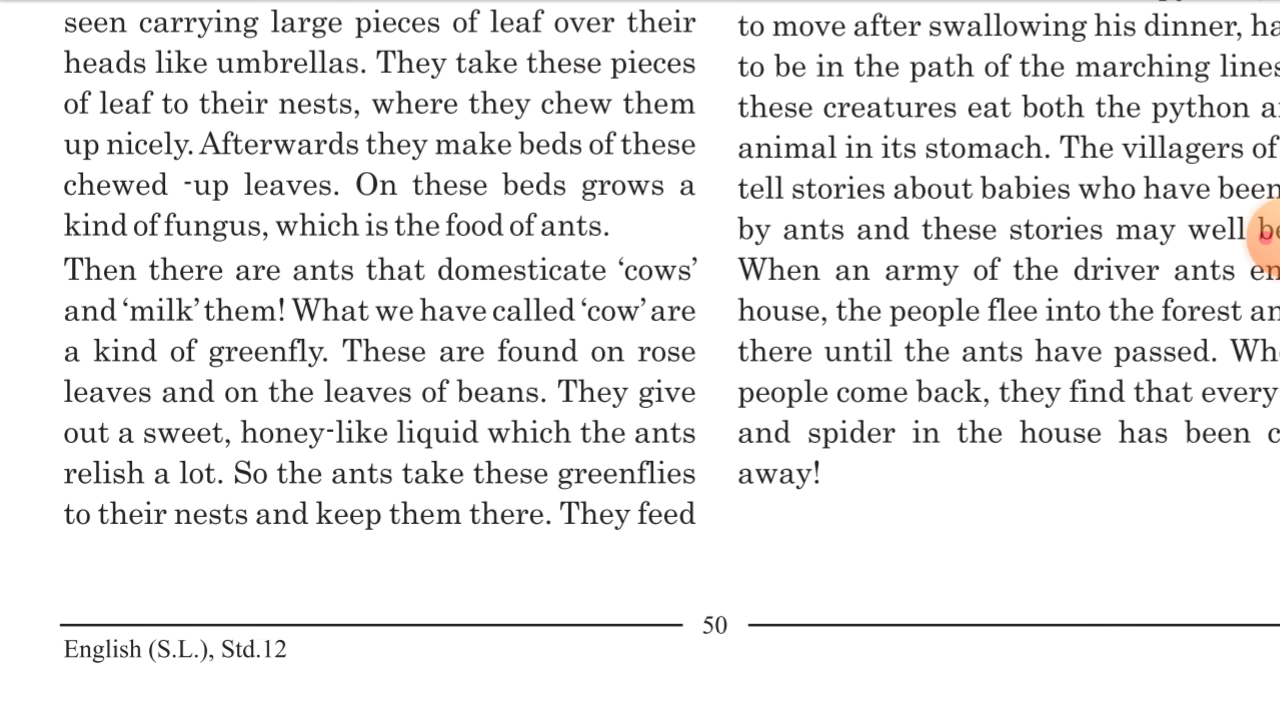 seen carrying large pieces of leaf over their
heads like umbrellas. They take these pieces
of leaf to their nests, where they chew them
up nicely. Afterwards they make beds of these
chewed -up leaves. On these beds grows a
kind of fungus, which is the food of ants.
Then there are ants that domesticate ‘cows’
and ‘milk’ them! What we have called ‘cow’ are
a kind of greenfly. These are found on rose
leaves and on the leaves of beans. They give
out a sweet, honey-like liquid which the ants
relish a lot. So the ants take these greenflies
to their nests and keep them there. They feed
to move after swallowing his dinner,
to be in the path of the marching lines
these creatures eat both the python
animal in its stomach. The villagers of
tell stories about babies who have been
by ants and these stories may well
When an army of the driver ants
house, the people flee into the forest
there until the ants have passed.
people come back, they find that every
and spider in the house has been
away!
50
English (S.L.), Std.12